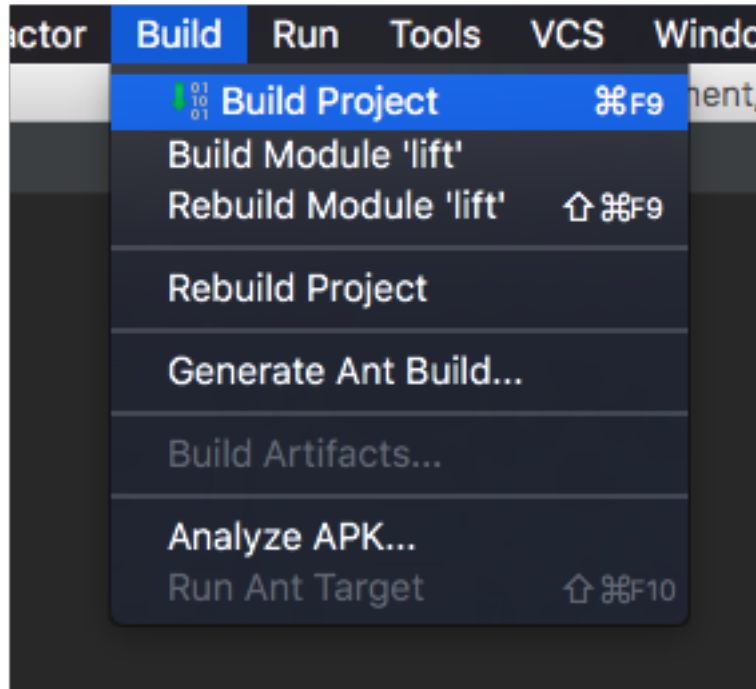 actor Build Run Tools VCS Windo
Build Project ⌘F9
ment,
Build Module 'lift'
Rebuild Module 'lift' ⇧⌘F9
Rebuild Project
Generate Ant Build...
Build Artifacts...
Analyze APK...
Run Ant Target ⇧⌘F10